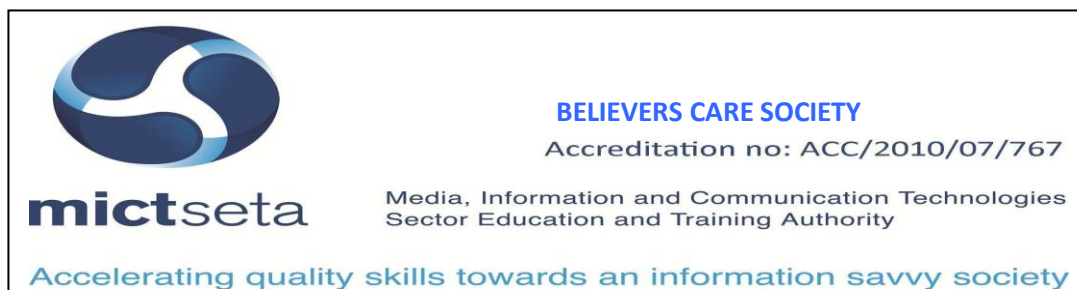 BELIEVERS CARE SOCIETY
Accreditation no: ACC/2010/07/767
mictseta
Media, Information and Communication Technologies
Sector Education and Training Authority
Accelerating quality skills towards an information savvy society